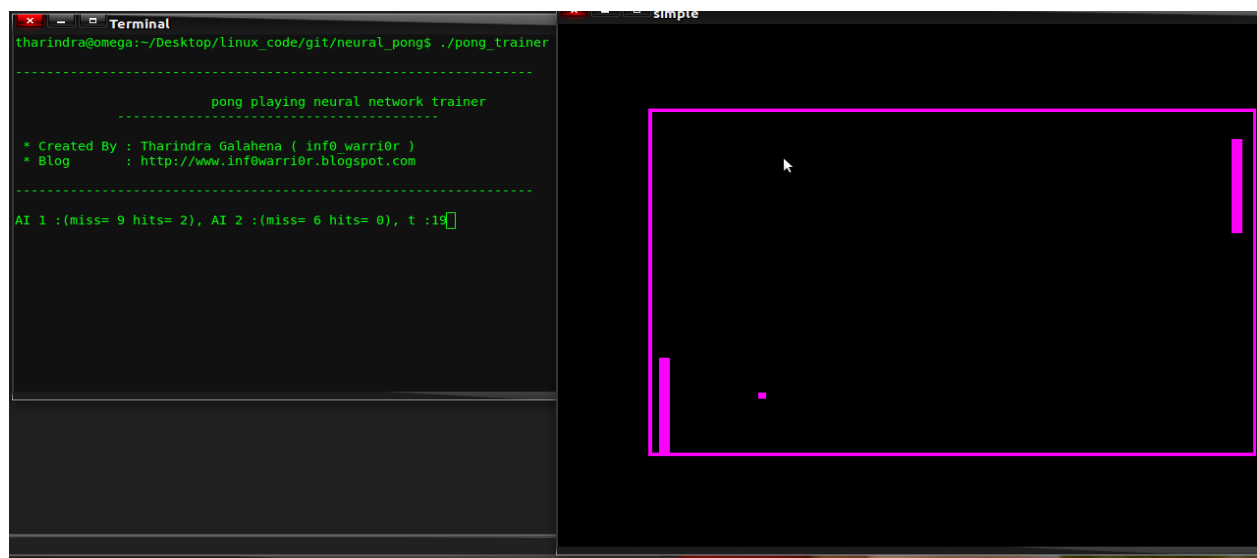 Terminal
tharindra@omega:~/Desktop/linux_code/git/neural_pong$ ./pong_trainer
------------------------------------------------------------------
pong playing neural network trainer
-----------------------------------------
* Created By : Tharindra Galahena ( inf0_warri0r )
* Blog       : http://www.inf0warri0r.blogspot.com
------------------------------------------------------------------
AI 1 :(miss= 9 hits= 2), AI 2 :(miss= 6 hits= 0), t :19
simple